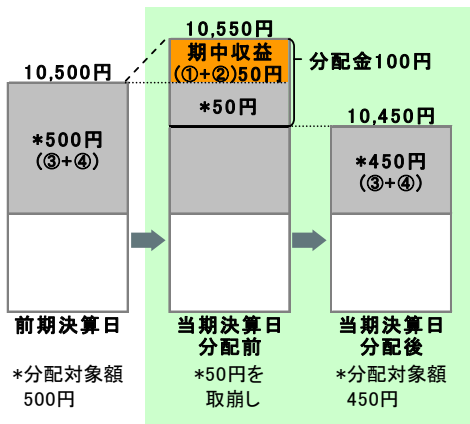 10,550円
期中収益
(①+②)50円
分配金100円
10,500円
*50円
10,450円
*500円
(③+④)
*450円
(③+④)
前期決算日
当期決算日
分配前
当期決算日
分配後
*分配対象額
500円
*50円を
取崩し
*分配対象額
450円